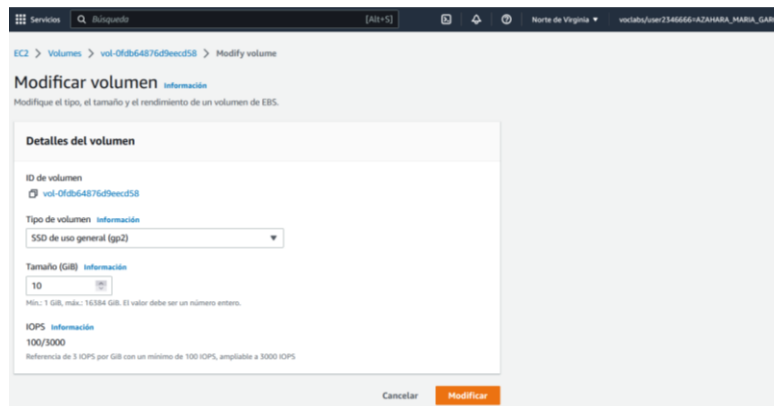 Servicios Búsqueda [Alt+S] Norte de Virginia voclabs/user2346666=AZAHARA_MARIA_GAR
EC2 > Volumes > vol-0fdb64876d9eecd58 > Modify volume
Modificar volumen Información
Modifique el tipo, el tamaño y el rendimiento de un volumen de EBS.
Detalles del volumen
ID de volumen
vol-0fdb64876d9eecd58
Tipo de volumen Información
SSD de uso general (gp2)
Tamaño (GiB) Información
10
Mín.: 1 GiB, máx.: 16384 GiB. El valor debe ser un número entero.
IOPS Información
100/3000
Referencia de 3 IOPS por GiB con un mínimo de 100 IOPS, ampliable a 3000 IOPS
Cancelar Modificar